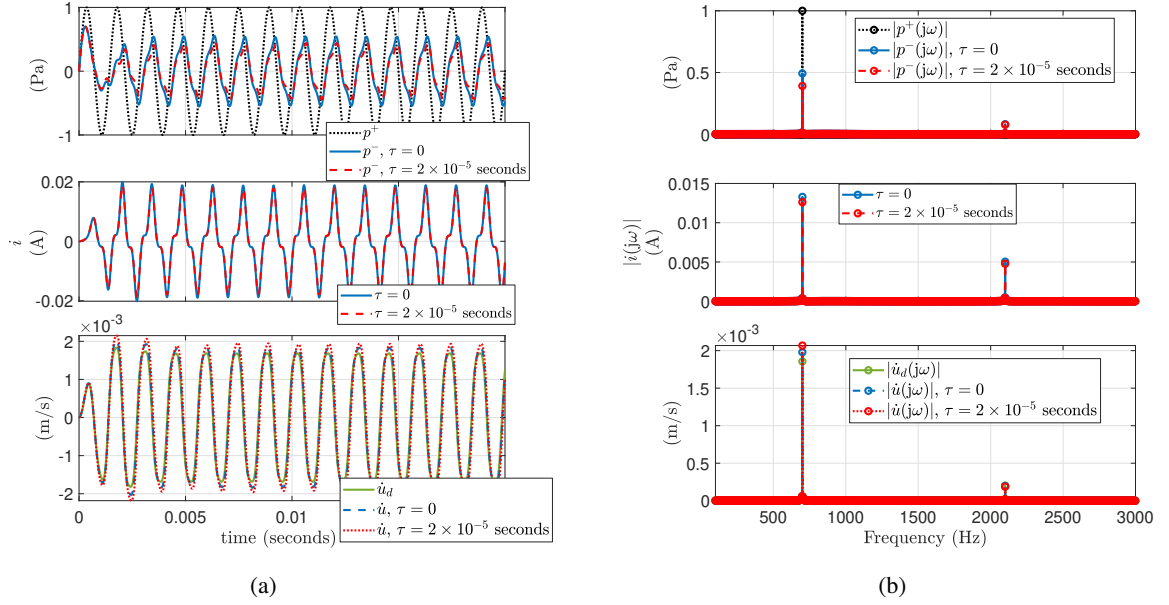 1
0
-1
(Pa)
p⁺
p⁻, τ = 0
p⁻, τ = 2 × 10⁻⁵ seconds
0.02
0
-0.02
i
(A)
τ = 0
τ = 2 × 10⁻⁵ seconds
×10⁻³
2
1
0
-1
-2
(m/s)
u̇_d
u̇, τ = 0
u̇, τ = 2 × 10⁻⁵ seconds
0
0.005
0.01
time (seconds)
(a)
1
0.5
0
(Pa)
|p⁺(jω)|
|p⁻(jω)|, τ = 0
|p⁻(jω)|, τ = 2 × 10⁻⁵ seconds
0.015
0.01
0.005
0
|i(jω)|
(A)
τ = 0
τ = 2 × 10⁻⁵ seconds
×10⁻³
2
1.5
1
0.5
0
(m/s)
|u̇_d(jω)|
|u̇(jω)|, τ = 0
|u̇(jω)|, τ = 2 × 10⁻⁵ seconds
500
1000
1500
2000
2500
3000
Frequency (Hz)
(b)